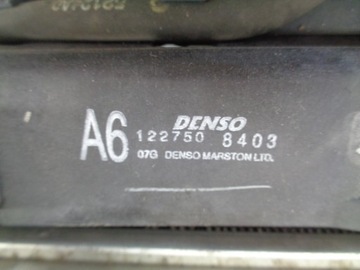 DENSO
A6 122750 8403
07G DENSO MARSTON LTD.